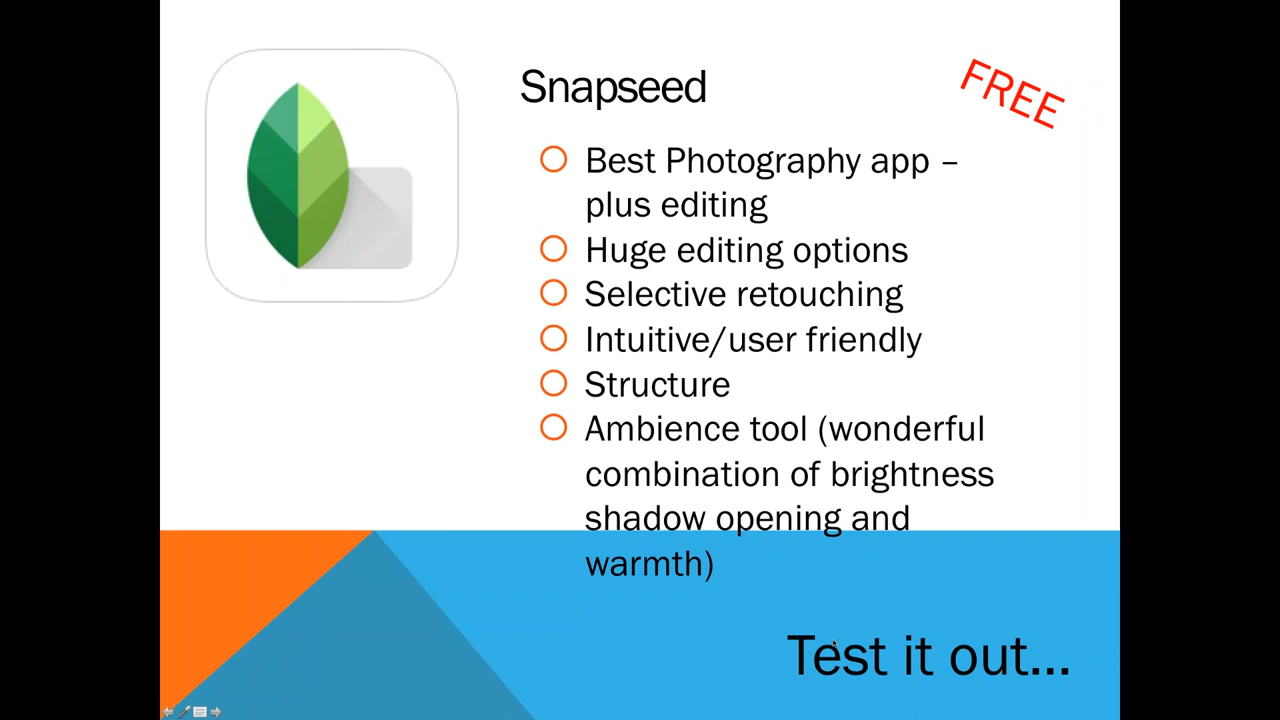 Snapseed
FREE
Best Photography app –
plus editing
Huge editing options
Selective retouching
Intuitive/user friendly
Structure
Ambience tool (wonderful
combination of brightness
shadow opening and
warmth)
Test it out...